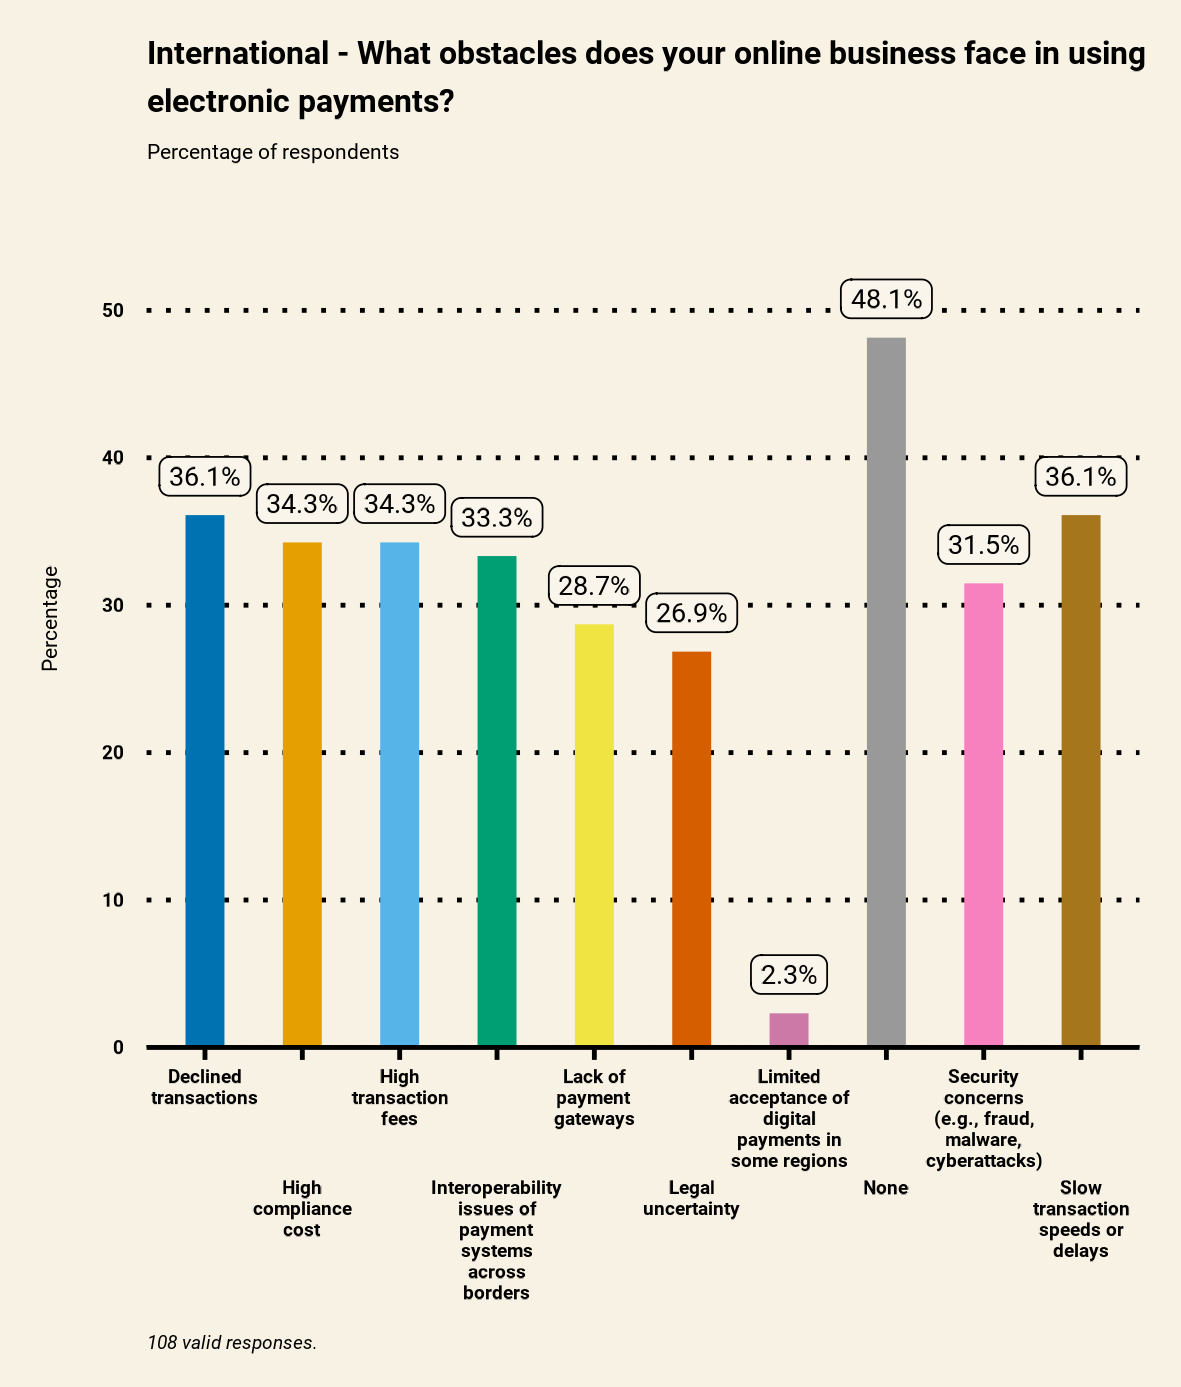 International - What obstacles does your online business face in using
electronic payments?
Percentage of respondents
50
40
30
20
10
0
Percentage
36.1%
34.3%
34.3%
33.3%
28.7%
26.9%
2.3%
48.1%
31.5%
36.1%
Declined
transactions
High
compliance
cost
High
transaction
fees
Interoperability
issues of
payment
systems
across
borders
Lack of
payment
gateways
Legal
uncertainty
Limited
acceptance of
digital
payments in
some regions
None
Security
concerns
(e.g., fraud,
malware,
cyberattacks)
Slow
transaction
speeds or
delays
108 valid responses.